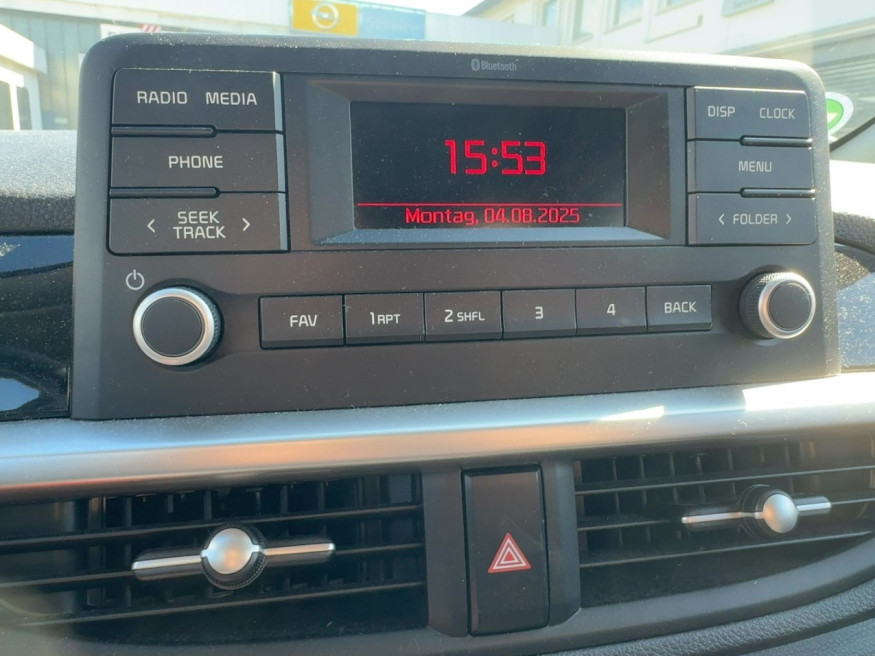 Bluetooth
RADIO MEDIA
DISP CLOCK
15:53
PHONE
MENU
Montag, 04.08.2025
< SEEK TRACK >
< FOLDER >
FAV 1 RPT 2 SHFL 3 4 BACK